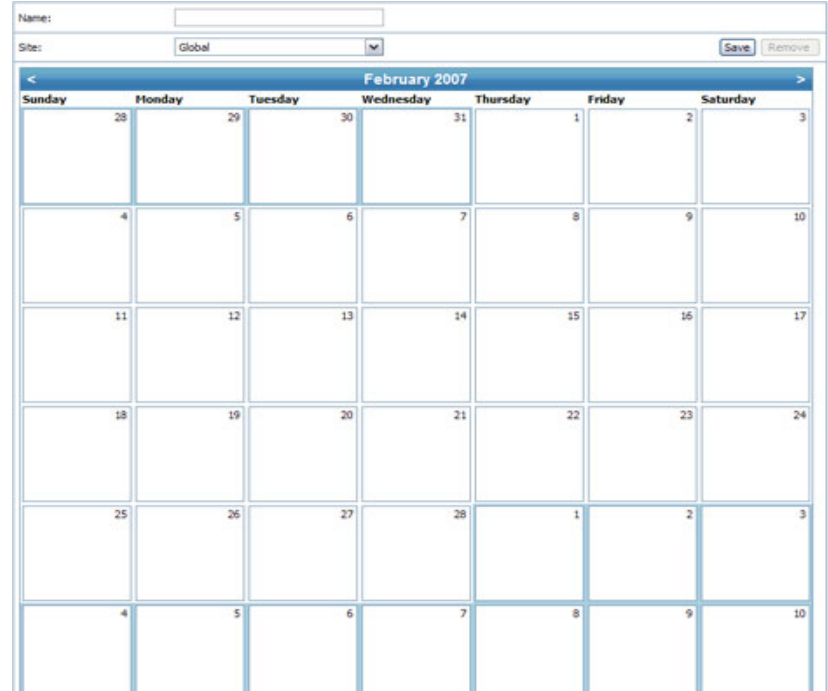 Name:
Site: Global Save Remove
< February 2007 >
Sunday Monday Tuesday Wednesday Thursday Friday Saturday
28 29 30 31 1 2 3
4 5 6 7 8 9 10
11 12 13 14 15 16 17
18 19 20 21 22 23 24
25 26 27 28 1 2 3
4 5 6 7 8 9 10